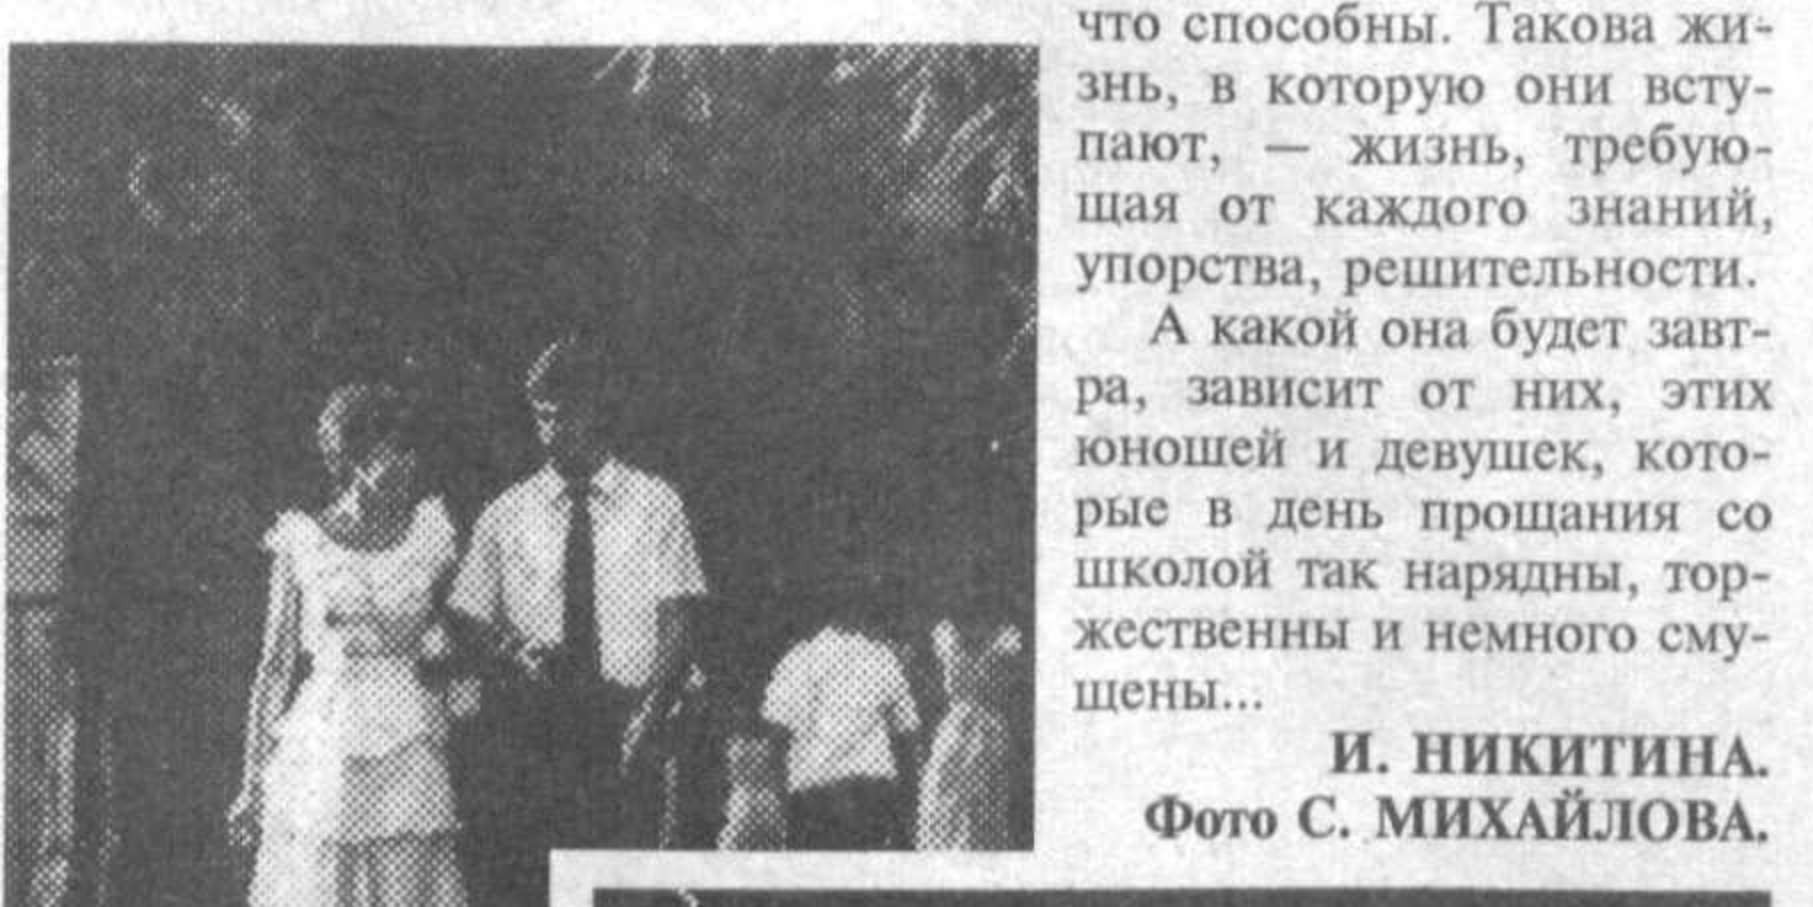 что способны. Такова жи-
знь, в которую они всту-
пают, — жизнь, требую-
щая от каждого знаний,
упорства, решительности.
А какой она будет завт-
ра, зависит от них, этих
юношей и девушек, кото-
рые в день прощания со
школой так нарядны, тор-
жественны и немного сму-
щены...
И. НИКИТИНА.
Фото С. МИХАЙЛОВА.